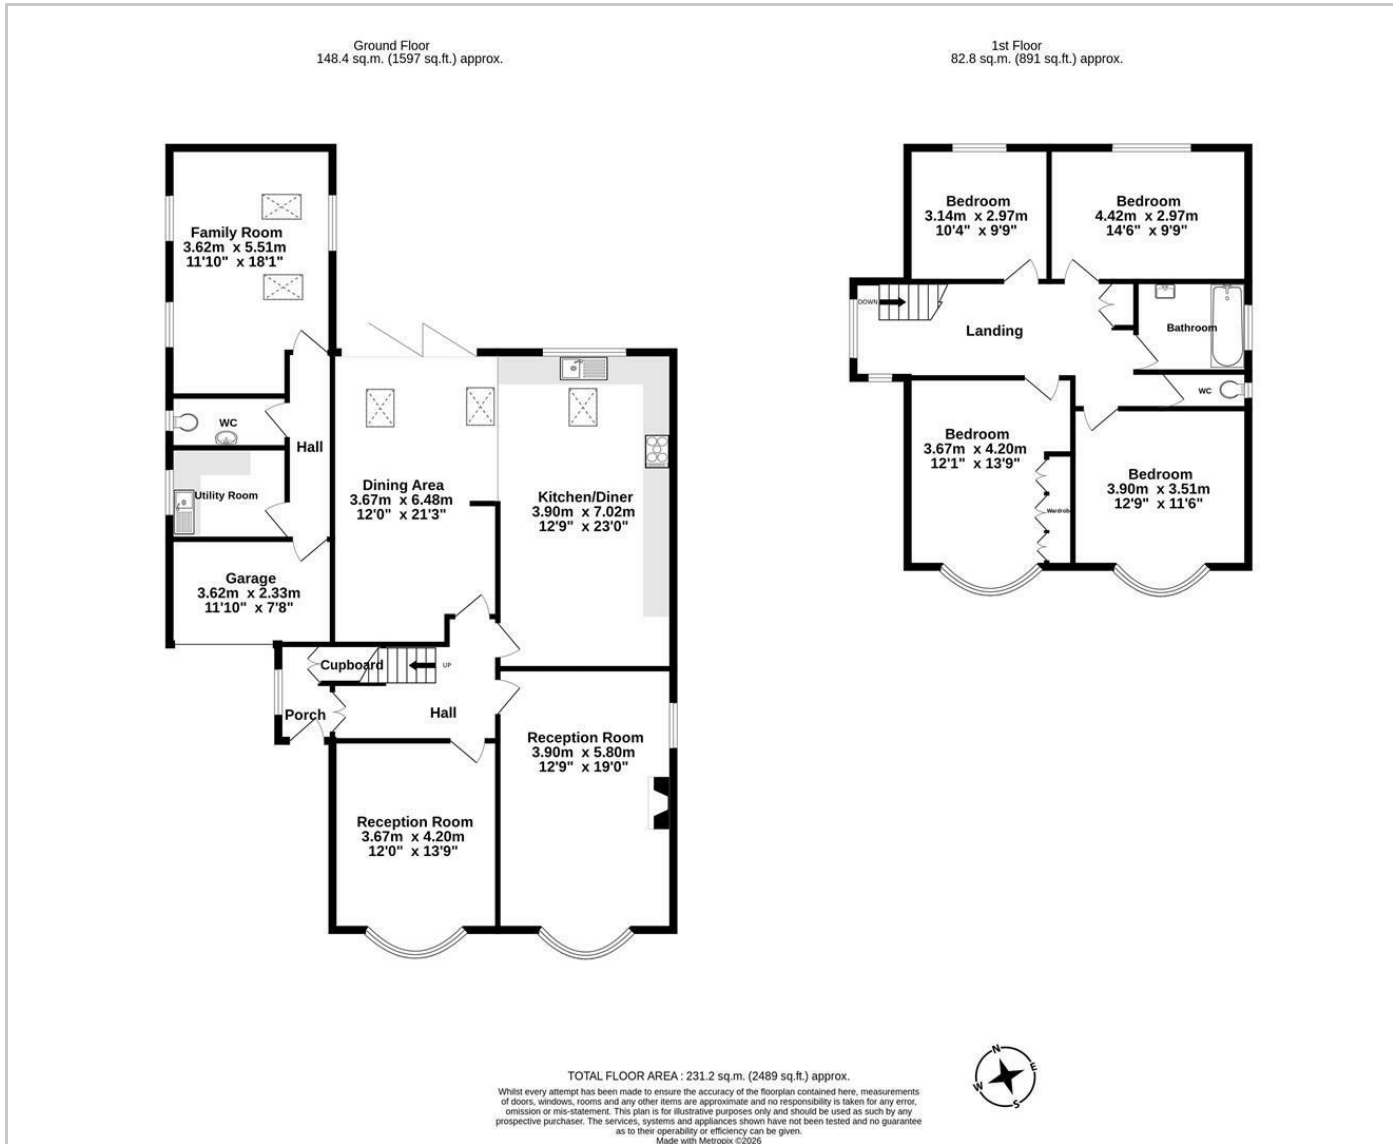 Ground Floor
148.4 sq.m. (1597 sq.ft.) approx.
1st Floor
82.8 sq.m. (891 sq.ft.) approx.
Family Room
3.62m x 5.51m
11'10" x 18'1"
WC
Hall
Utility Room
Garage
3.62m x 2.33m
11'10" x 7'8"
Dining Area
3.67m x 6.48m
12'0" x 21'3"
Kitchen/Diner
3.90m x 7.02m
12'9" x 23'0"
Cupboard
UP
Porch
Hall
Reception Room
3.90m x 5.80m
12'9" x 19'0"
Reception Room
3.67m x 4.20m
12'0" x 13'9"
Bedroom
3.14m x 2.97m
10'4" x 9'9"
Bedroom
4.42m x 2.97m
14'6" x 9'9"
DOWN
Landing
Bathroom
WC
Bedroom
3.67m x 4.20m
12'1" x 13'9"
Wardrobe
Bedroom
3.90m x 3.51m
12'9" x 11'6"
N
E
S
W
TOTAL FLOOR AREA : 231.2 sq.m. (2489 sq.ft.) approx.
Whilst every attempt has been made to ensure the accuracy of the floorplan contained here, measurements
of doors, windows, rooms and any other items are approximate and no responsibility is taken for any error,
omission or mis-statement. This plan is for illustrative purposes only and should be used as such by any
prospective purchaser. The services, systems and appliances shown have not been tested and no guarantee
as to their operability or efficiency can be given.
Made with Metropix ©2026